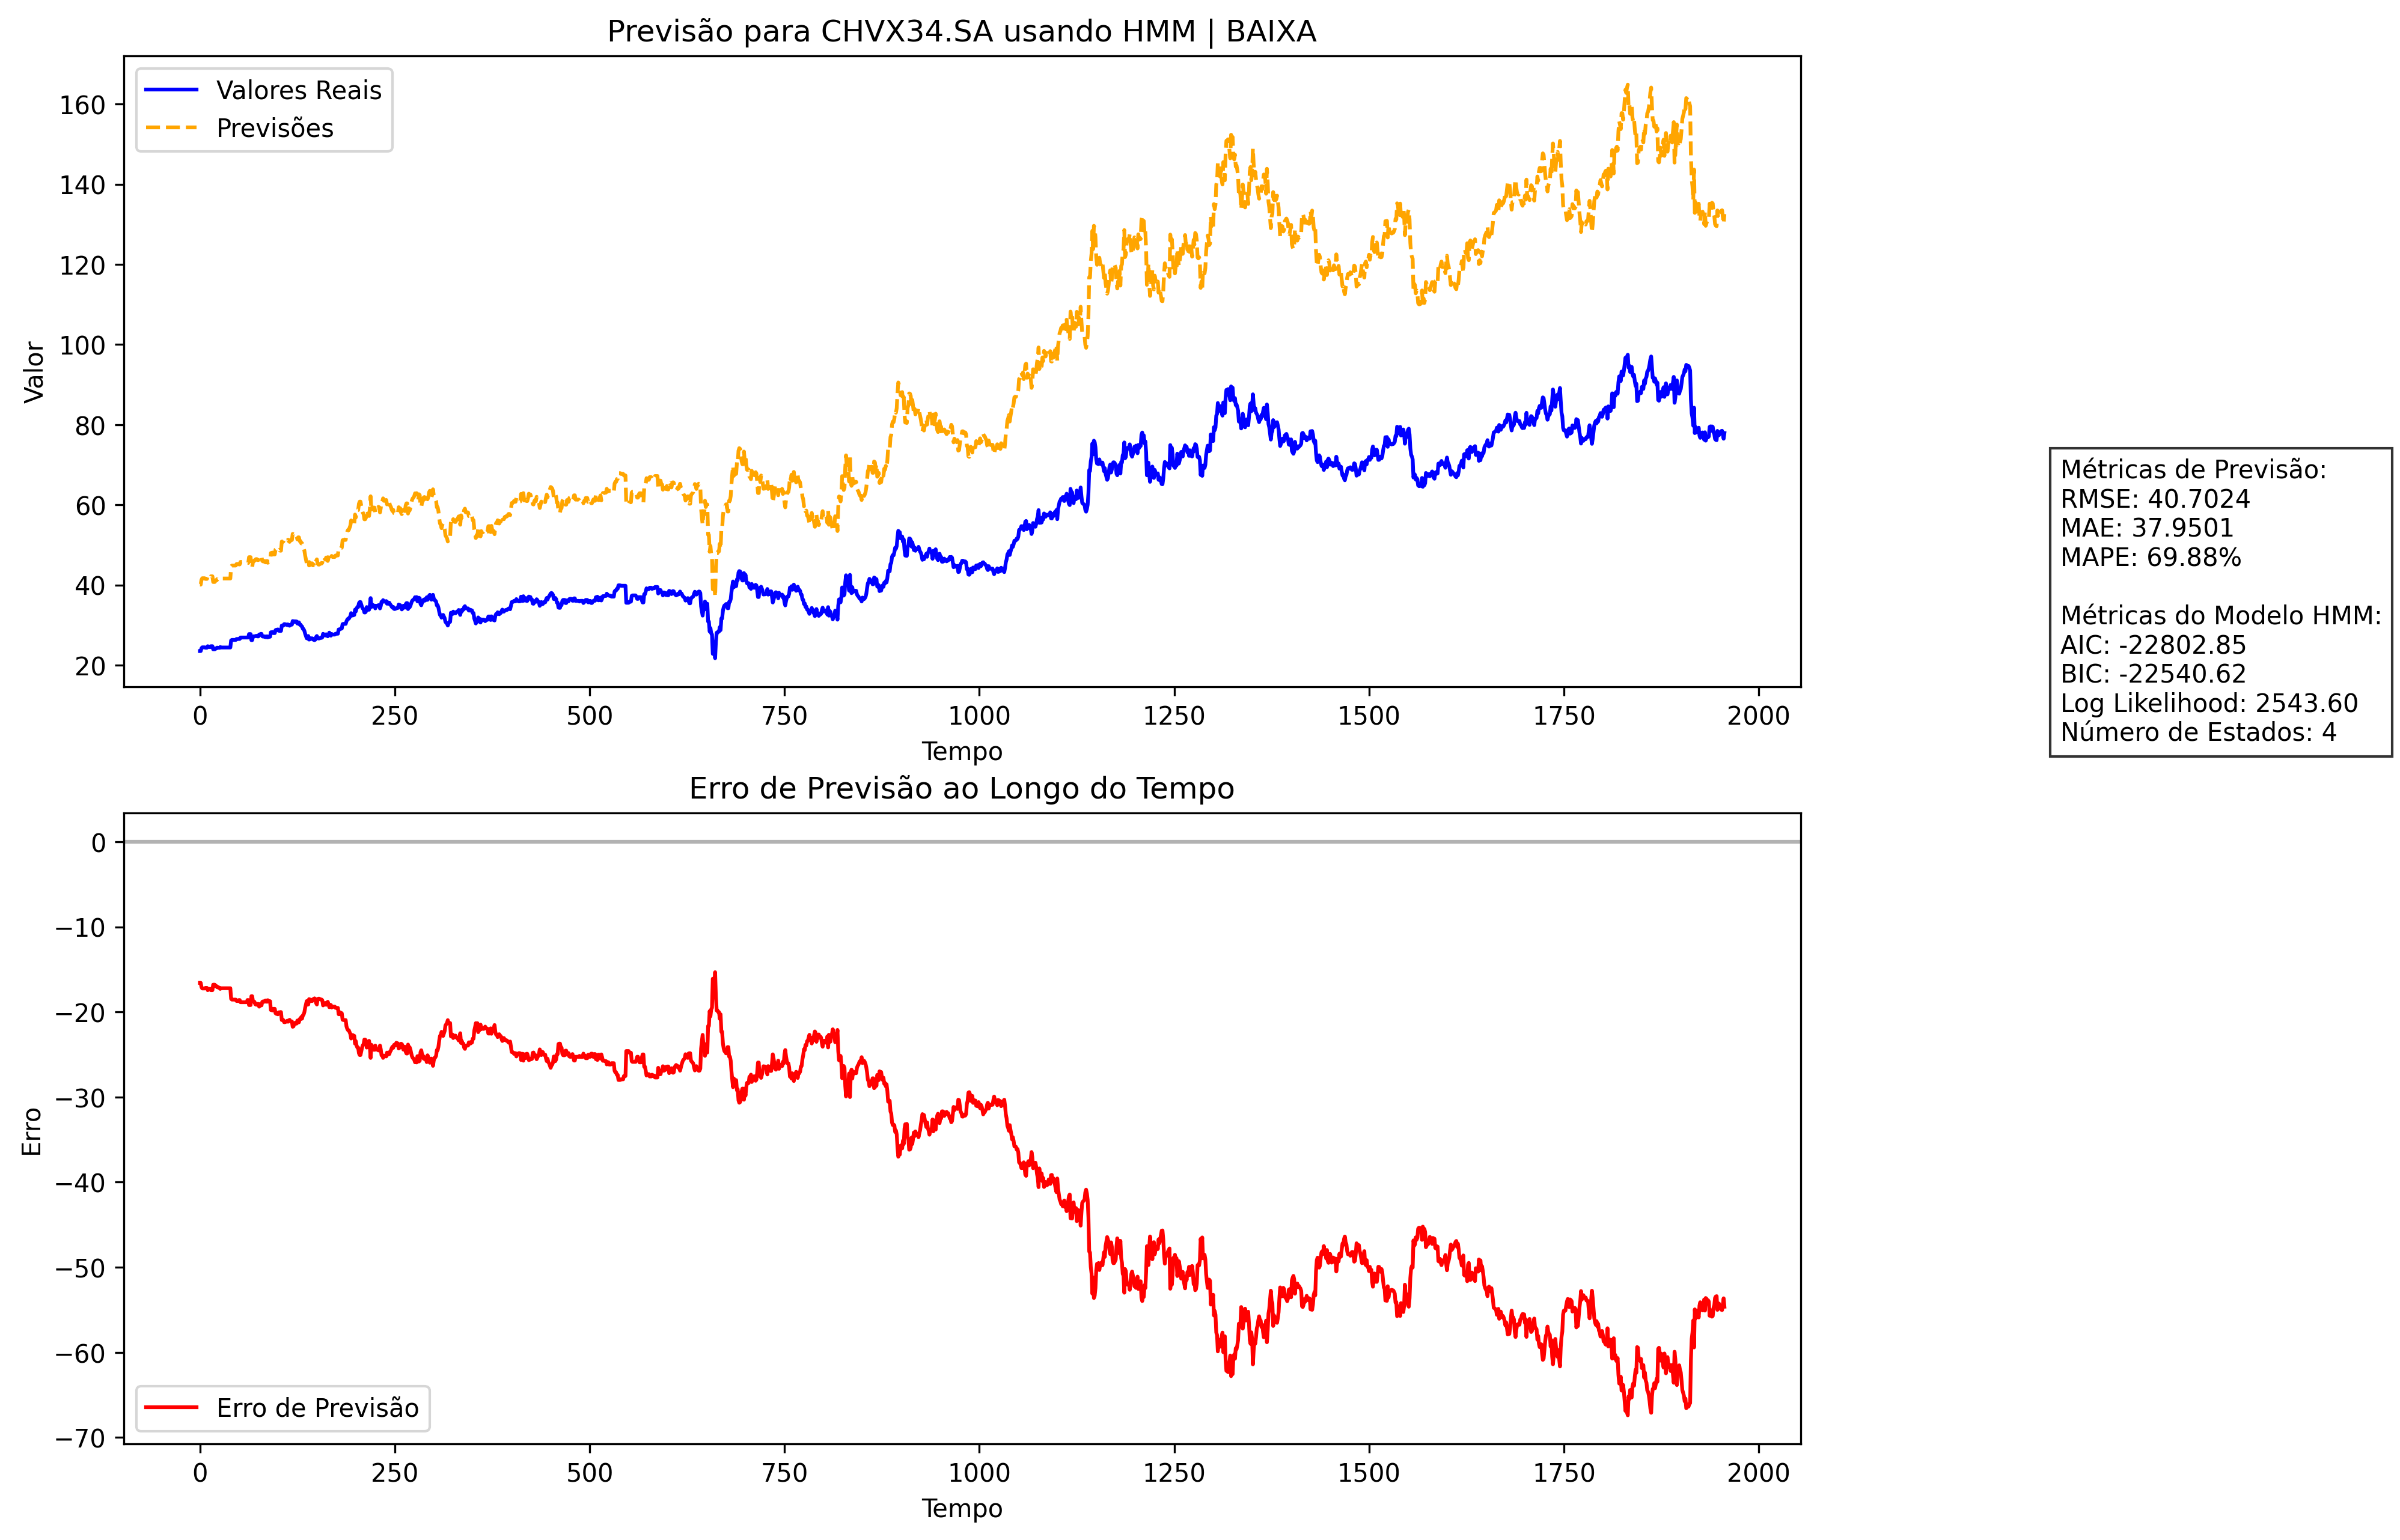 Previsão para CHVX34.SA usando HMM | BAIXA
Valores Reais
Previsões
160
140
120
100
80
60
40
20
Valor
0 250 500 750 1000 1250 1500 1750 2000
Tempo
Métricas de Previsão:
RMSE: 40.7024
MAE: 37.9501
MAPE: 69.88%
Métricas do Modelo HMM:
AIC: -22802.85
BIC: -22540.62
Log Likelihood: 2543.60
Número de Estados: 4
Erro de Previsão ao Longo do Tempo
0
−10
−20
−30
−40
−50
−60
−70
Erro
Erro de Previsão
0 250 500 750 1000 1250 1500 1750 2000
Tempo